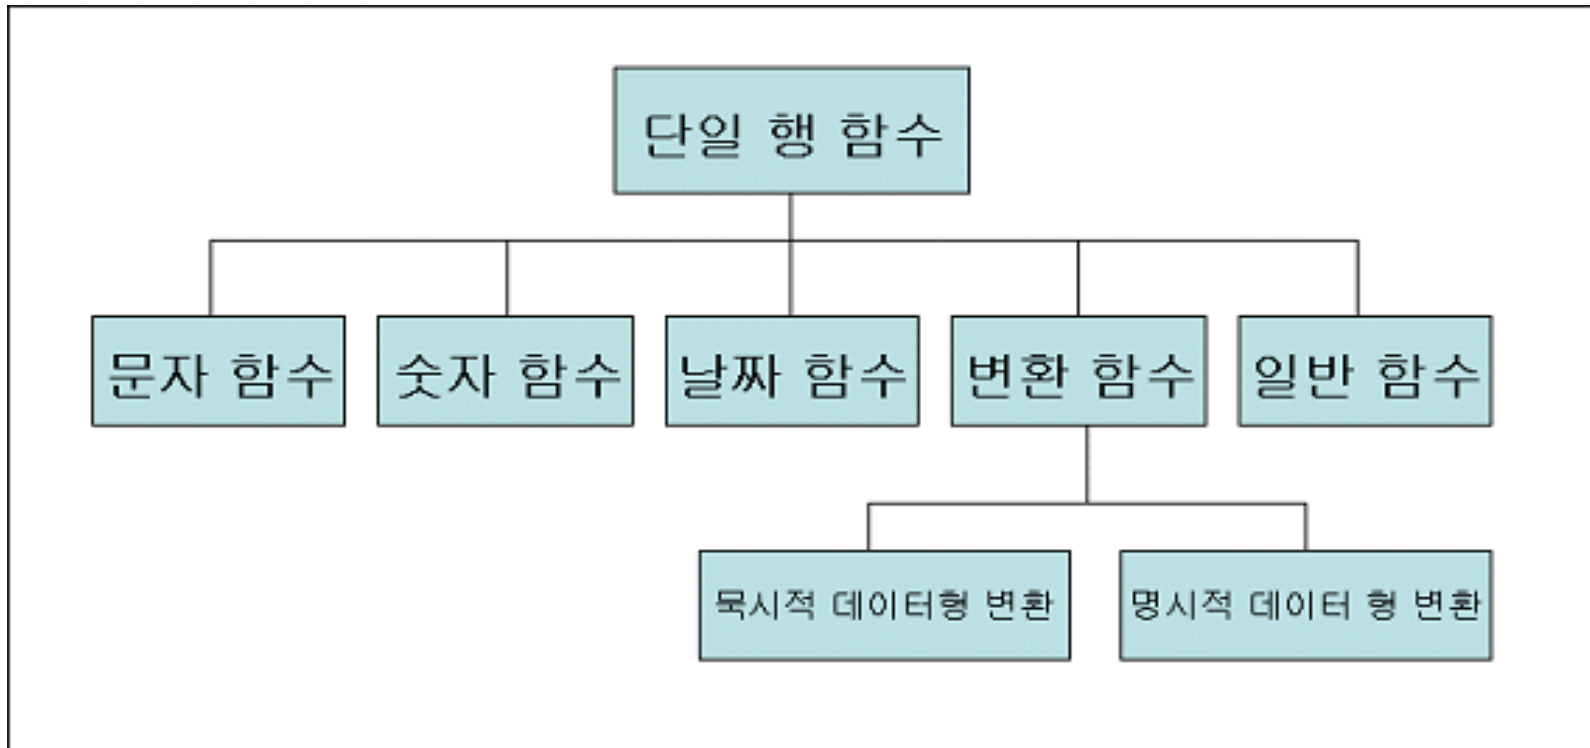 단일 행 함수
문자 함수
숫자 함수
날짜 함수
변환 함수
일반 함수
묵시적 데이터형 변환
명시적 데이터 형 변환